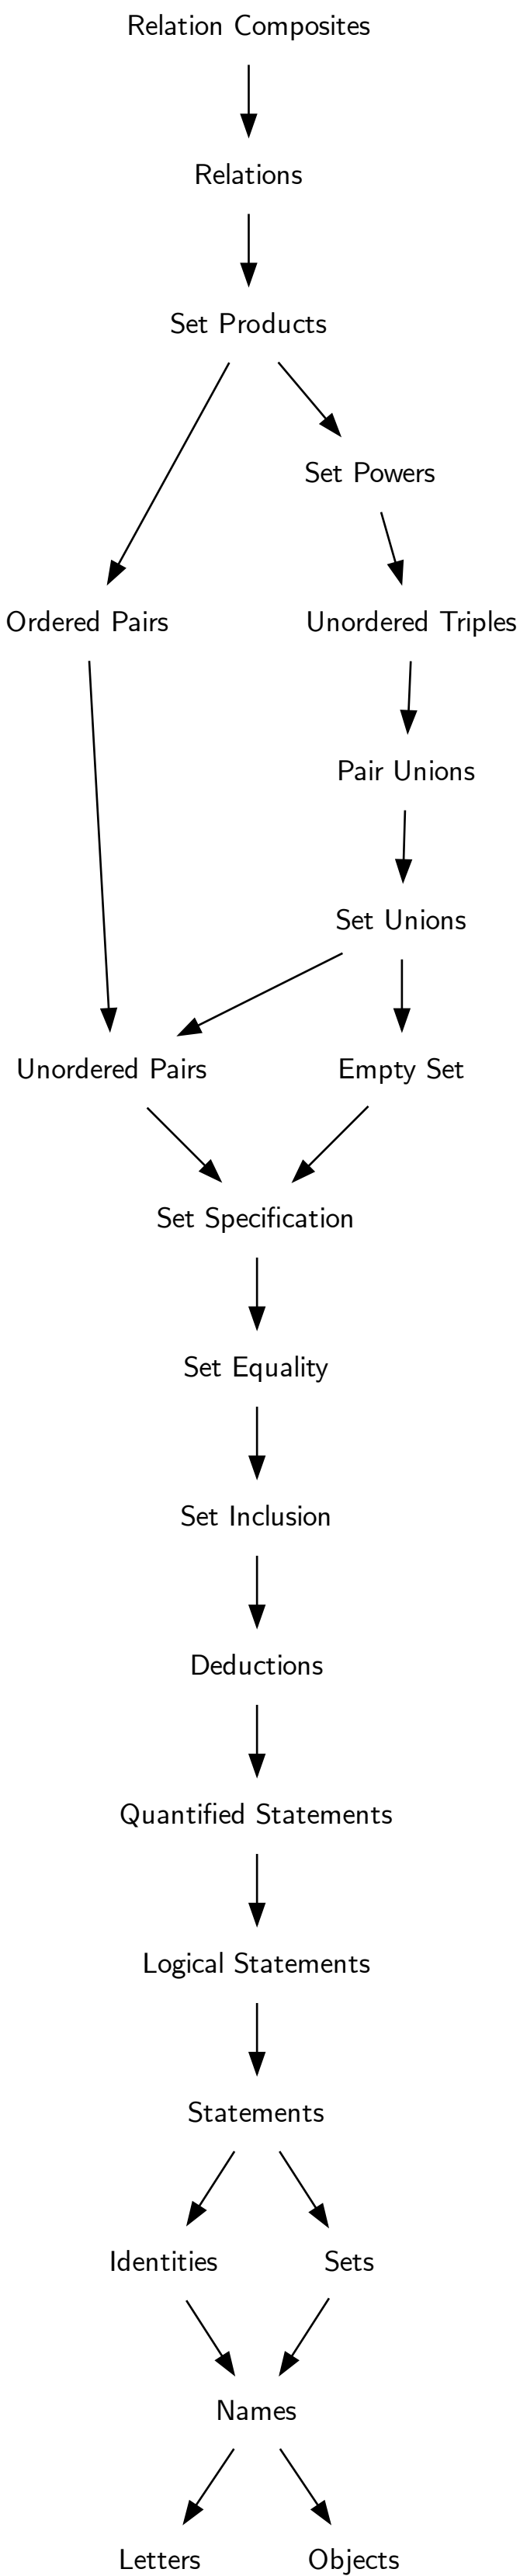 Relation Composites
Relations
Set Products
Set Powers
Ordered Pairs
Unordered Triples
Pair Unions
Set Unions
Unordered Pairs
Empty Set
Set Specification
Set Equality
Set Inclusion
Deductions
Quantified Statements
Logical Statements
Statements
Identities
Sets
Names
Letters
Objects